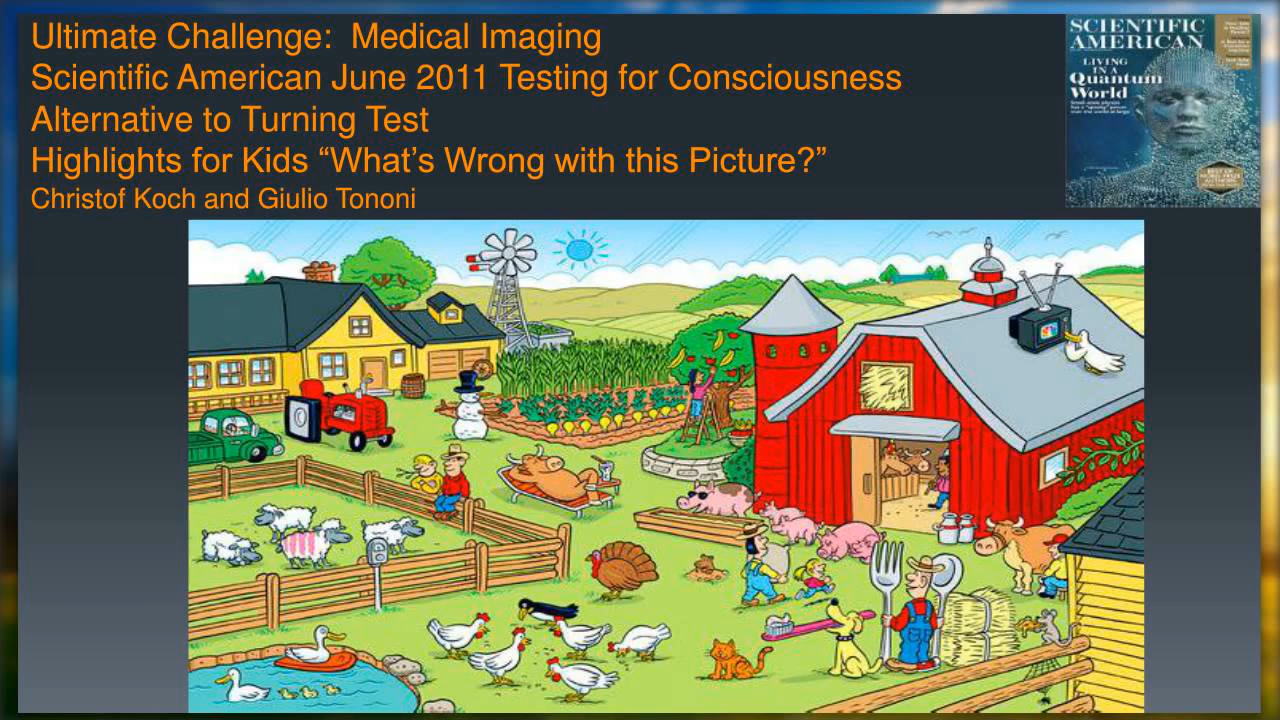 Ultimate Challenge:  Medical Imaging
Scientific American June 2011 Testing for Consciousness
Alternative to Turning Test
Highlights for Kids “What’s Wrong with this Picture?”
Christof Koch and Giulio Tononi
SCIENTIFIC
AMERICAN
LIVING
IN A
Quantum
World